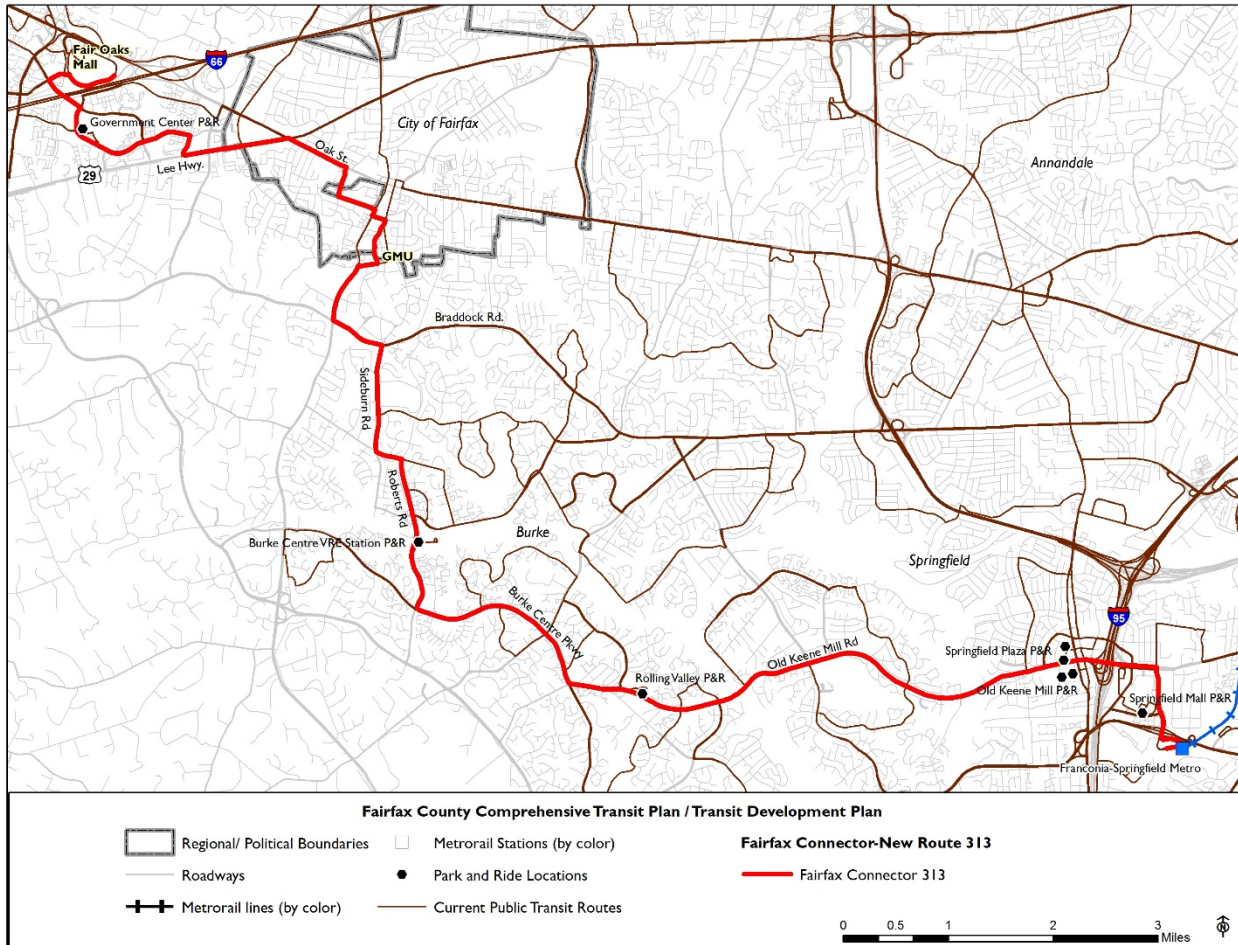 Fair Oaks
Mall
66
Government Center P&R
City of Fairfax
Oak St.
Lee Hwy.
29
Annandale
GMU
Braddock Rd.
Sideburn Rd
Roberts Rd
Burke Centre VRE Station P&R
Burke
Springfield
Burke Centre Pkwy
95
Old Keene Mill Rd
Springfield Plaza P&R
Rolling Valley P&R
Old Keene Mill P&R
Springfield Mall P&R
Franconia-Springfield Metro
Fairfax County Comprehensive Transit Plan / Transit Development Plan
Regional/ Political Boundaries
Metrorail Stations (by color)
Fairfax Connector-New Route 313
Roadways
Park and Ride Locations
Fairfax Connector 313
Metrorail lines (by color)
Current Public Transit Routes
0 0.5 1 2 3
Miles
N